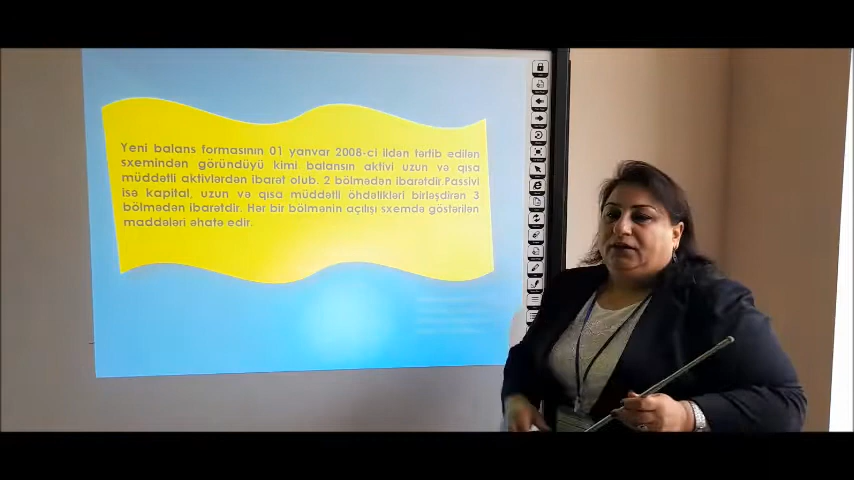 Yeni balans formasının 01 yanvar 2008-ci ildən tərtib edilən
sxemindən göründüyü kimi balansın aktivi uzun və qısa
müddətli aktivlərdən ibarət olub, 2 bölmədən ibarətdir.Passivi
isə kapital, uzun və qısa müddətli öhdəlikləri birləşdirən 3
bölmədən ibarətdir. Hər bir bölmənin açılışı sxemdə göstərilən
maddələri əhatə edir.